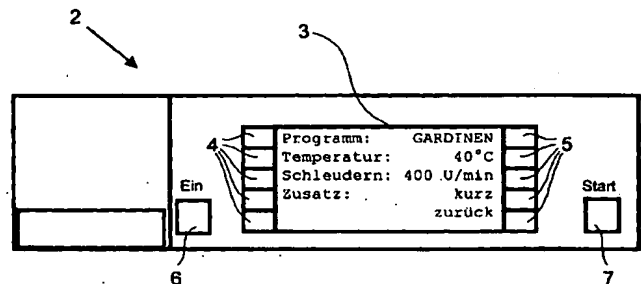 2
3
4
5
Programm: GARDINEN
Temperatur: 40°C
Schleudern: 400 U/min
Zusatz: kurz
zurück
Ein
Start
6
7